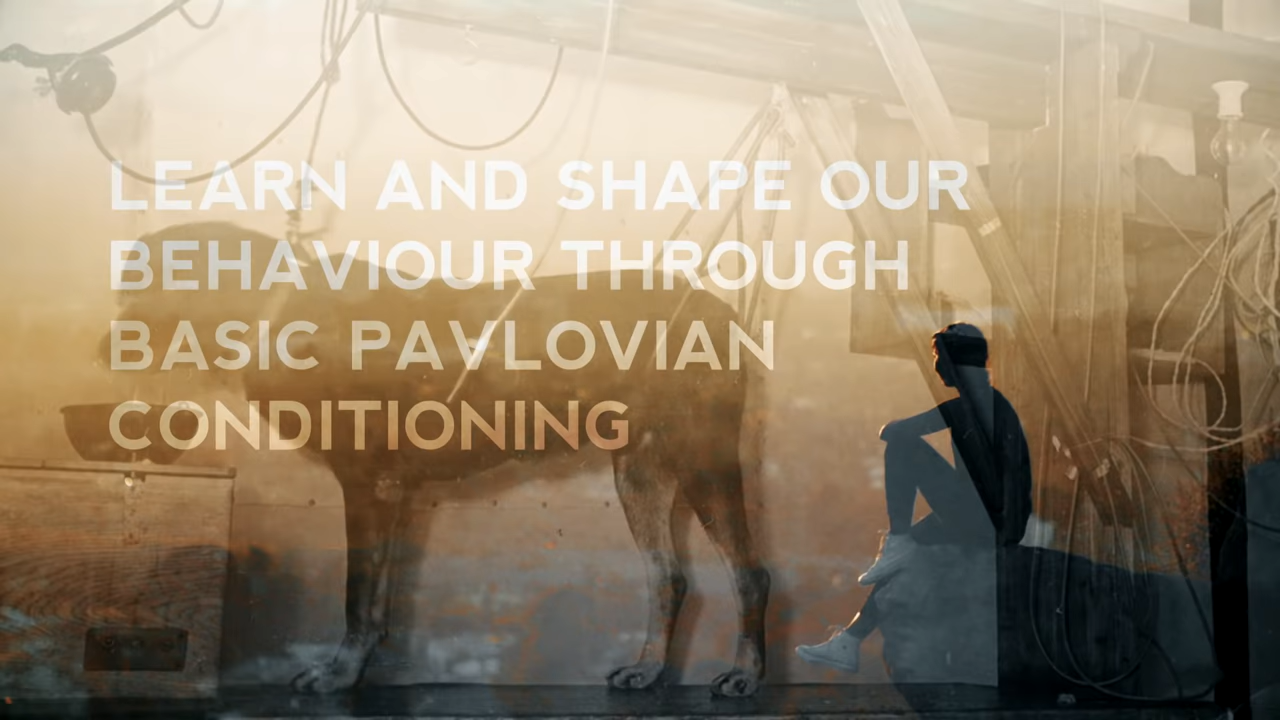 LEARN AND SHAPE OUR
BEHAVIOUR THROUGH
BASIC PAVLOVIAN
CONDITIONING